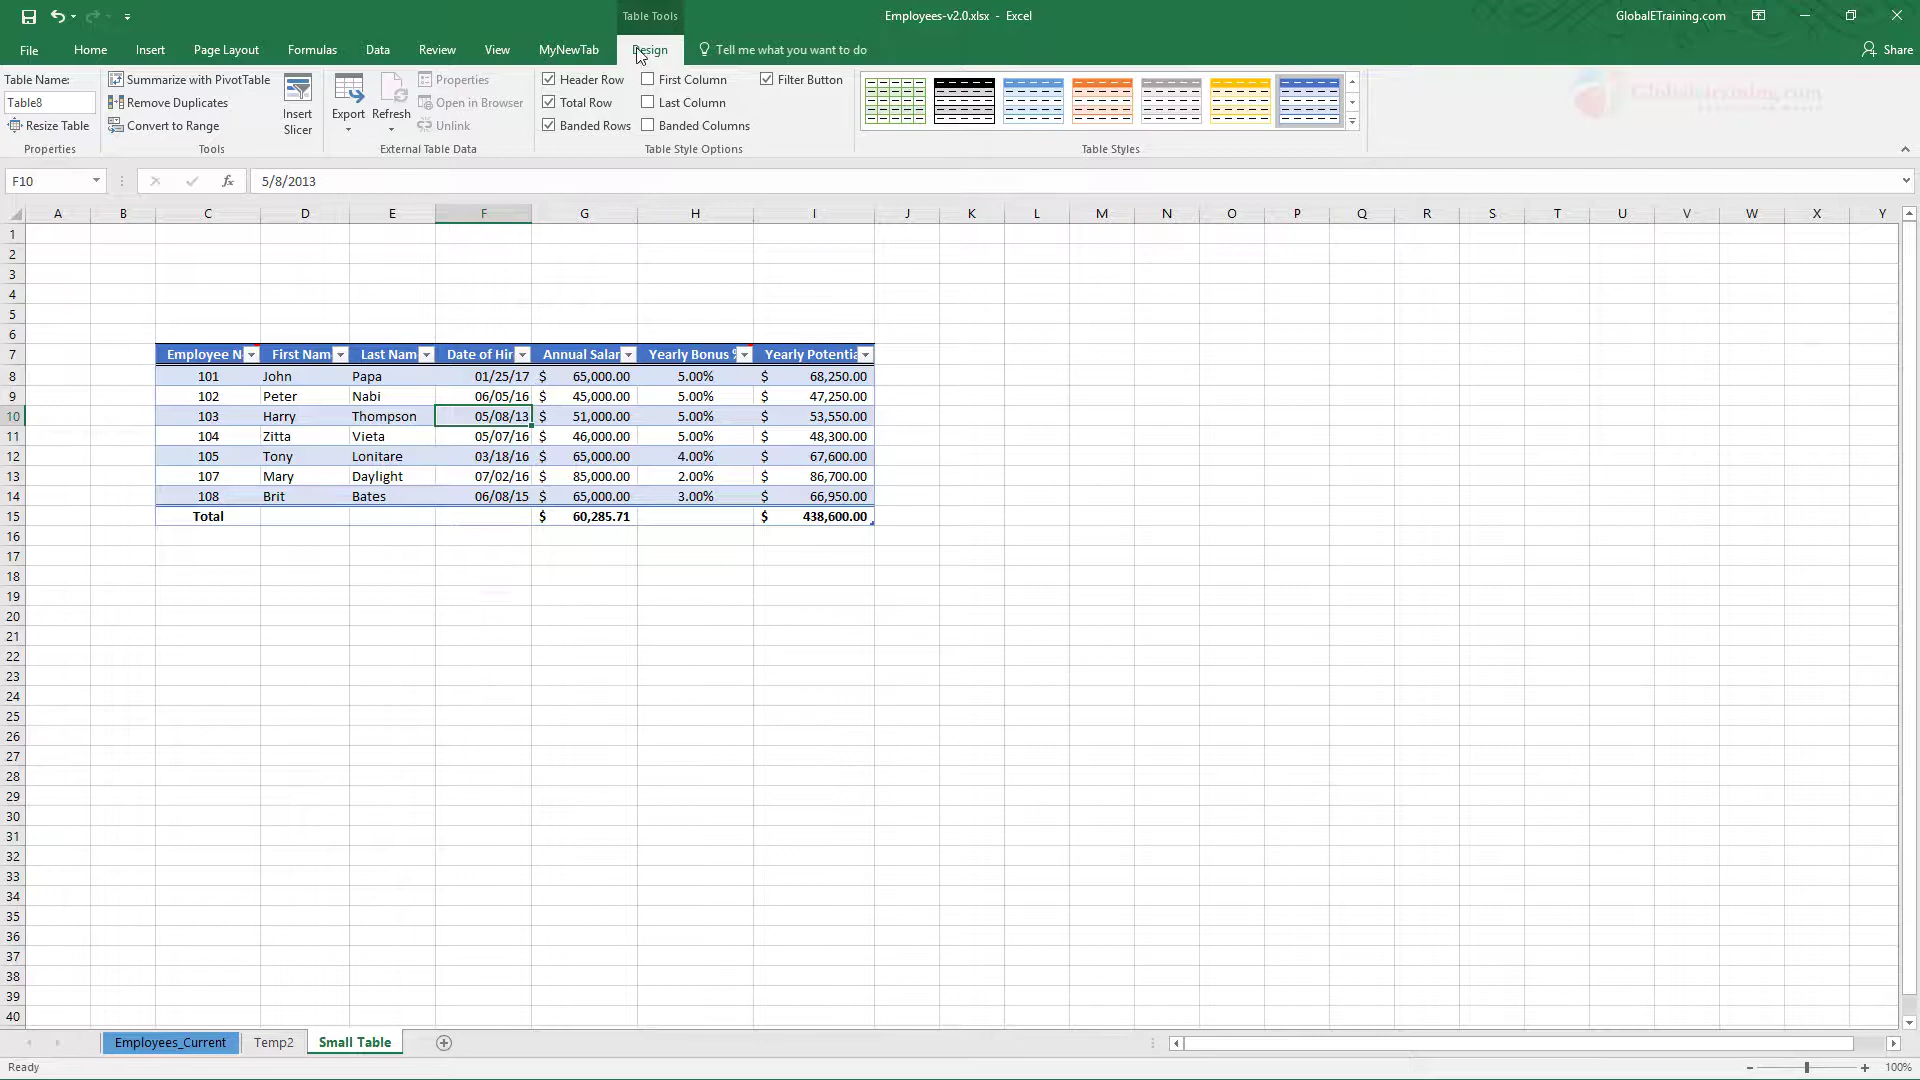 Table Tools
Employees-v2.0.xlsx - Excel
GlobalETraining.com
File Home Insert Page Layout Formulas Data Review View MyNewTab Design Tell me what you want to do Share
Table Name:
Table8
Resize Table
Properties
Summarize with PivotTable
Remove Duplicates
Convert to Range
Insert
Slicer
Tools
Export
Refresh
Properties
Open in Browser
Unlink
External Table Data
Header Row First Column Filter Button
Total Row Last Column
Banded Rows Banded Columns
Table Style Options
Table Styles
F10 fx 5/8/2013
A B C D E F G H I J K L M N O P Q R S T U V W X Y
1
2
3
4
5
6
7 Employee N First Nam Last Nam Date of Hir Annual Salar Yearly Bonus % Yearly Potentia
8 101 John Papa 01/25/17 $ 65,000.00 5.00% $ 68,250.00
9 102 Peter Nabi 06/05/16 $ 45,000.00 5.00% $ 47,250.00
10 103 Harry Thompson 05/08/13 $ 51,000.00 5.00% $ 53,550.00
11 104 Zitta Vieta 05/07/16 $ 46,000.00 5.00% $ 48,300.00
12 105 Tony Lonitare 03/18/16 $ 65,000.00 4.00% $ 67,600.00
13 107 Mary Daylight 07/02/16 $ 85,000.00 2.00% $ 86,700.00
14 108 Brit Bates 06/08/15 $ 65,000.00 3.00% $ 66,950.00
15 Total $ 60,285.71 $ 438,600.00
16
17
18
19
20
21
22
23
24
25
26
27
28
29
30
31
32
33
34
35
36
37
38
39
40
Employees_Current Temp2 Small Table
Ready 100%